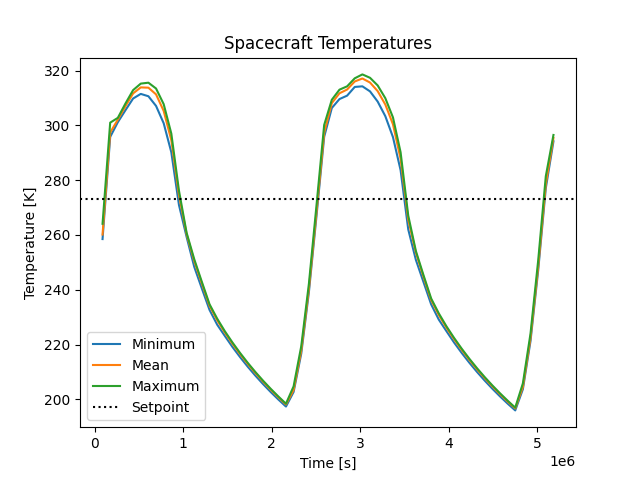 Spacecraft Temperatures
Temperature [K]
320
300
280
260
240
220
200
Minimum
Mean
Maximum
Setpoint
0
1
2
3
4
5
1e6
Time [s]